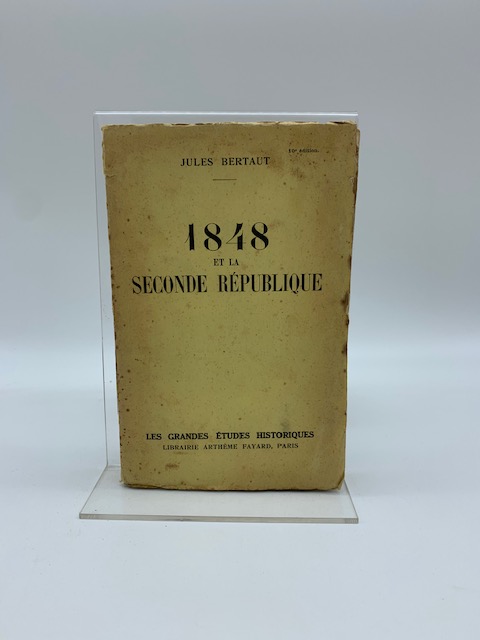 JULES BERTAUT
1848
ET LA
SECONDE RÉPUBLIQUE
LES GRANDES ÉTUDES HISTORIQUES
LIBRAIRIE ARTHÈME FAYARD, PARIS